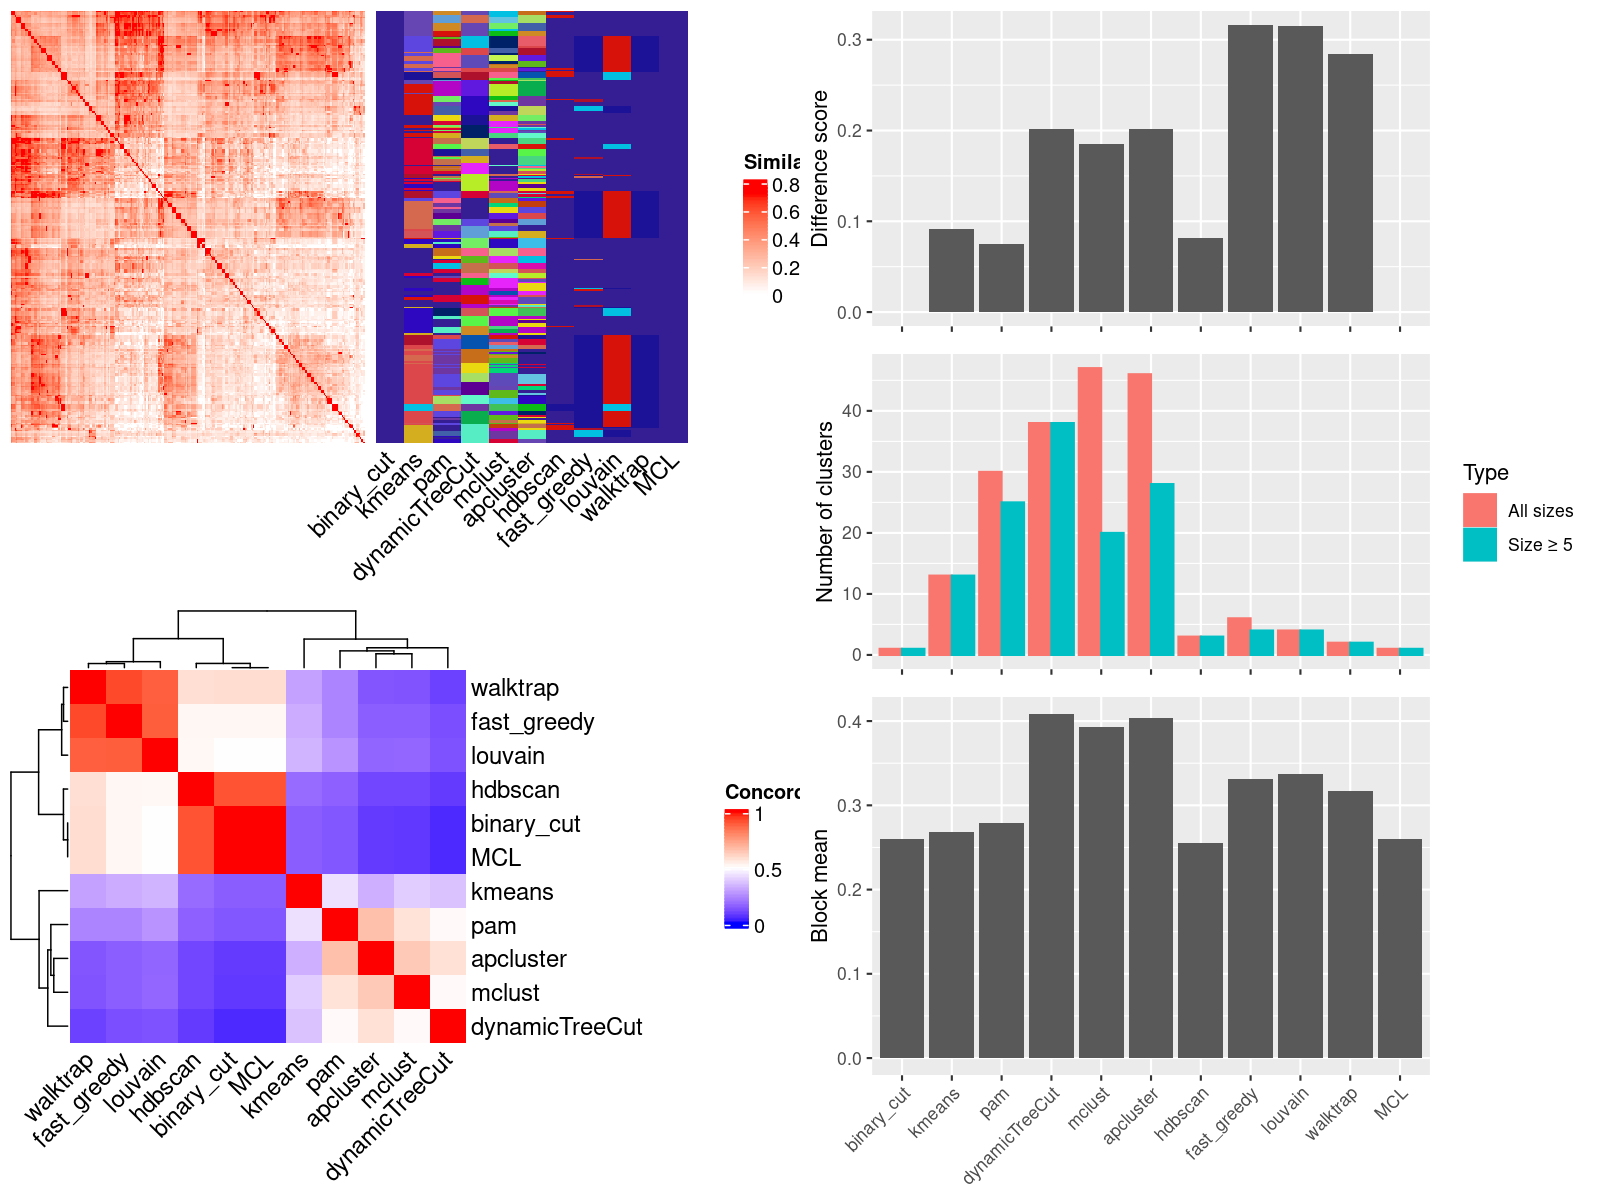 Simila
0.8
0.6
0.4
0.2
0
binary_cut
kmeans
pam
dynamicTreeCut
mclust
apcluster
hdbscan
fast_greedy
louvain
walktrap
MCL
walktrap
fast_greedy
louvain
hdbscan
binary_cut
MCL
kmeans
pam
apcluster
mclust
dynamicTreeCut
walktrap
fast_greedy
louvain
hdbscan
binary_cut
MCL
kmeans
pam
apcluster
mclust
dynamicTreeCut
Concord
1
0.5
0
Difference score
0.3
0.2
0.1
0.0
Number of clusters
40
30
20
10
0
Type
All sizes
Size ≥ 5
Block mean
0.4
0.3
0.2
0.1
0.0
binary_cut
kmeans
pam
dynamicTreeCut
mclust
apcluster
hdbscan
fast_greedy
louvain
walktrap
MCL